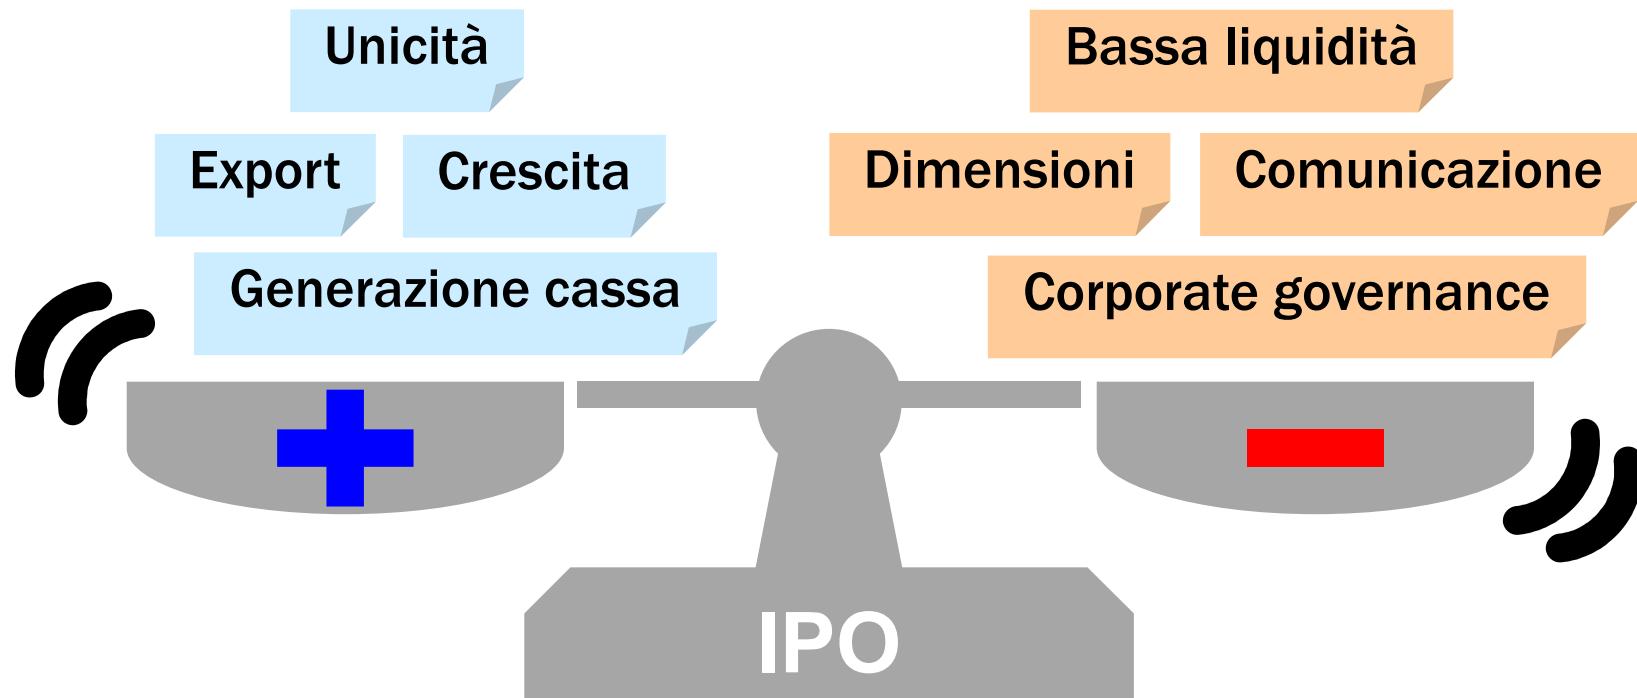 Unicità
Bassa liquidità
Export
Crescita
Dimensioni
Comunicazione
Generazione cassa
Corporate governance
IPO